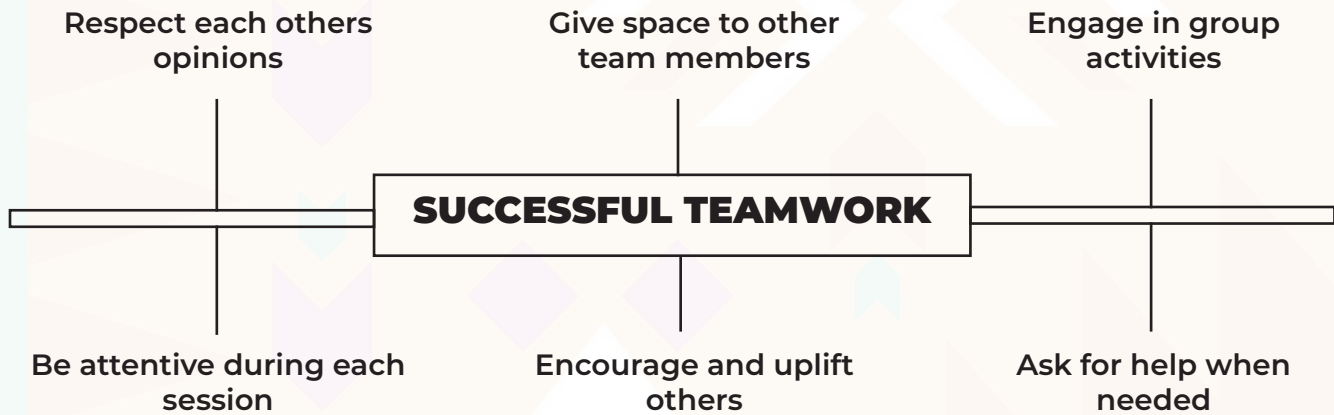 Respect each others
opinions
Give space to other
team members
Engage in group
activities
SUCCESSFUL TEAMWORK
Be attentive during each
session
Encourage and uplift
others
Ask for help when
needed